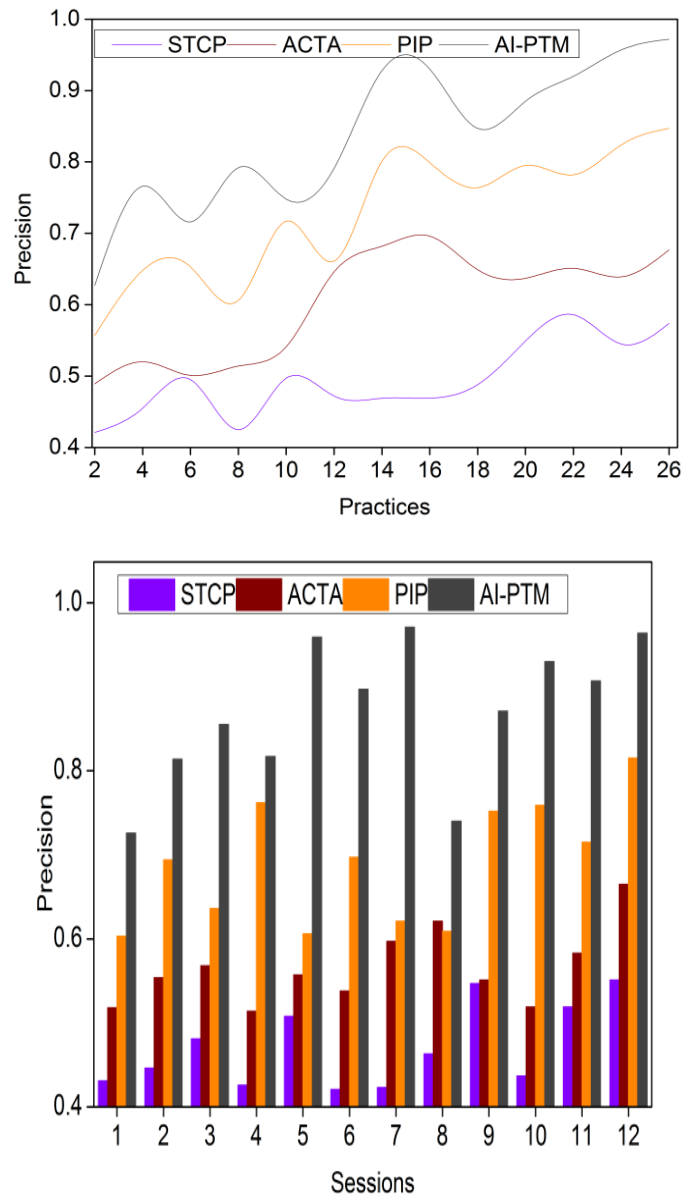 1.0
STCP ACTA PIP AI-PTM
0.9
0.8
0.7
0.6
0.5
0.4
Precision
2 4 6 8 10 12 14 16 18 20 22 24 26
Practices
STCP ACTA PIP AI-PTM
1.0
0.8
0.6
0.4
Precision
1 2 3 4 5 6 7 8 9 10 11 12
Sessions